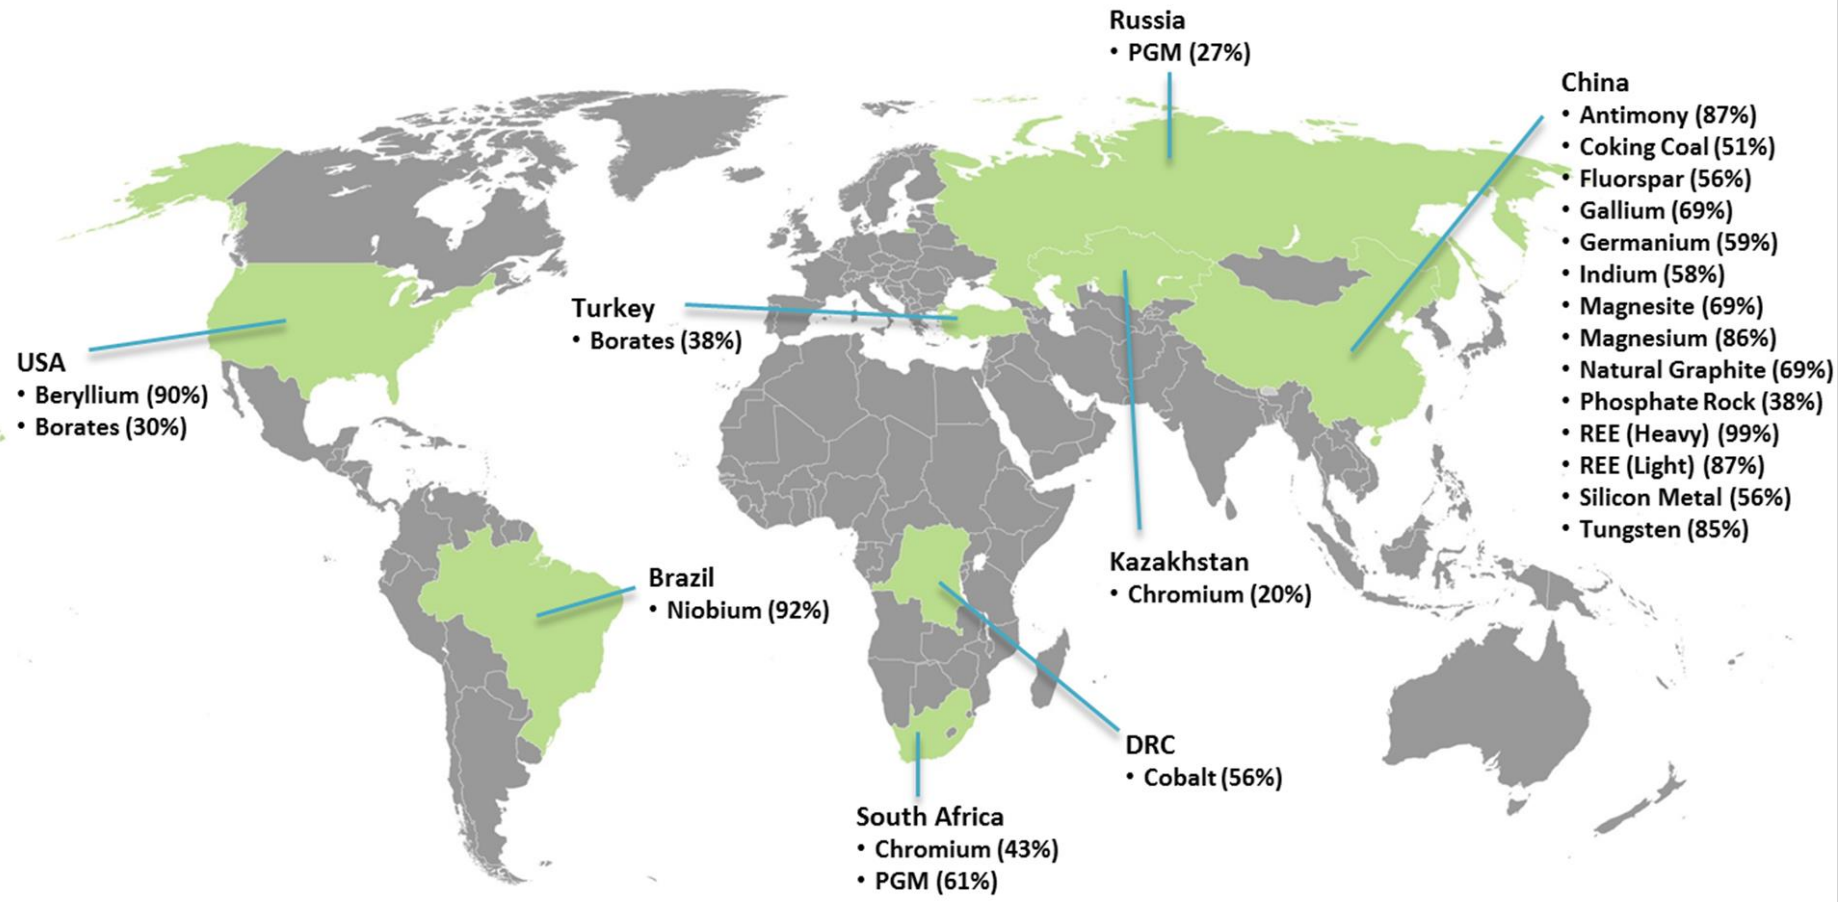 Russia
• PGM (27%)
China
• Antimony (87%)
• Coking Coal (51%)
• Fluorspar (56%)
• Gallium (69%)
• Germanium (59%)
• Indium (58%)
• Magnesite (69%)
• Magnesium (86%)
• Natural Graphite (69%)
• Phosphate Rock (38%)
• REE (Heavy) (99%)
• REE (Light) (87%)
• Silicon Metal (56%)
• Tungsten (85%)
Turkey
• Borates (38%)
USA
• Beryllium (90%)
• Borates (30%)
Brazil
• Niobium (92%)
Kazakhstan
• Chromium (20%)
DRC
• Cobalt (56%)
South Africa
• Chromium (43%)
• PGM (61%)